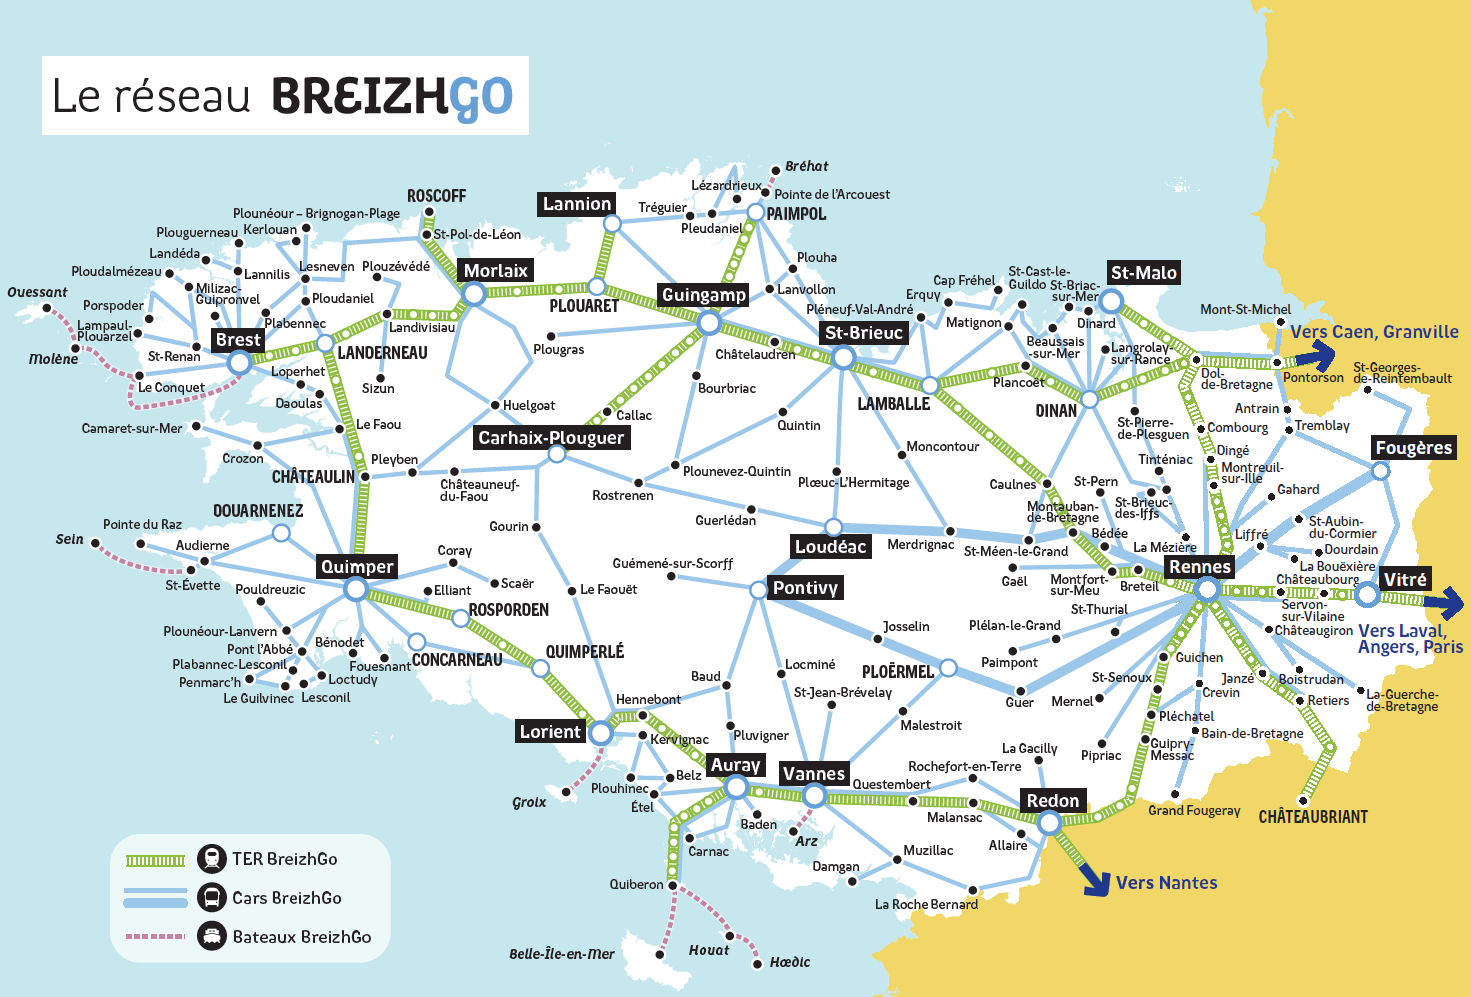 Le réseau BREIZHGO
Bréhat
Lézardrieux
Pointe de l'Arcouest
ROSCOFF
Lannion
Tréguier
PAIMPOL
Plounéour – Brignogan-Plage
Pleudaniel
Plouguerneau
Kerlouan
St-Pol-de-Léon
Landéda
Plouha
Ploudalmézeau
Lannilis
Lesneven
Plouzévédé
Morlaix
Cap Fréhel
St-Cast-le-
Guildo
St-Briac-
sur-Mer
St-Malo
Ouessant
Milizac-
Guipronvel
Ploudaniel
PLOUARET
Guingamp
Lanvollon
Erquy
Porspoder
Plabennec
Landivisiau
Pléneuf-Val-André
Matignon
Dinard
Mont-St-Michel
Lampaul-
Plouarzel
Brest
St-Brieuc
Vers Caen, Granville
Molène
St-Renan
LANDERNEAU
Plougras
Châtelaudren
Beaussais
-sur-Mer
Langrolay-
sur-Rance
Le Conquet
Loperhet
Sizun
Bourbriac
Plancoët
Dol-
de-Bretagne
Pontorson
St-Georges-
de-Reintembault
Daoulas
Huelgoat
Callac
LAMBALLE
DINAN
Antrain
Camaret-sur-Mer
Le Faou
Carhaix-Plouguer
Quintin
St-Pierre-
de-Plesguen
Combourg
Tremblay
Crozon
Pleyben
Moncontour
Dingé
Fougères
CHÂTEAULIN
Châteauneuf-
du-Faou
Plounevez-Quintin
Plœuc-L'Hermitage
Tinténiac
Montreuil-
sur-Ille
Rostrenen
Caulnes
St-Pern
Gahard
DOUARNENEZ
Guerlédan
Montauban-
de-Bretagne
St-Brieuc-
des-Iffs
Pointe du Raz
Gourin
St-Aubin-
du-Cormier
Sein
Audierne
Loudéac
Merdrignac
St-Méen-le-Grand
Bédée
La Mézière
Liffré
Dourdain
Coray
Quimper
Guémené-sur-Scorff
La Bouëxière
Rennes
Châteaubourg
Vitré
St-Évette
Scaër
Pouldreuzic
Elliant
Le Faouët
Pontivy
Gaël
Montfort-
sur-Meu
Breteil
Servon-
sur-Vilaine
ROSPORDEN
St-Thurial
Plounéour-Lanvern
Josselin
Plélan-le-Grand
Châteaugiron
Vers Laval,
Angers, Paris
Pont l'Abbé
Bénodet
CONCARNEAU
QUIMPERLÉ
Locminé
PLOËRMEL
Paimpont
Guichen
Plabannec-Lesconil
Fouesnant
Baud
St-Senoux
Janzé
Boistrudan
Penmarc'h
Loctudy
Le Guilvinec
Lesconil
Hennebont
St-Jean-Brévelay
Guer
Mernel
Crevin
Retiers
La-Guerche-
de-Bretagne
Lorient
Kervignac
Pluvigner
Malestroit
Pléchatel
Bain-de-Bretagne
La Gacilly
Pipriac
Guipry-
Messac
Auray
Vannes
Rochefort-en-Terre
Belz
Plouhinec
Questembert
Groix
Étel
Redon
Grand Fougeray
CHÂTEAUBRIANT
Malansac
Baden
Arz
Allaire
Carnac
Muzillac
Damgan
Quiberon
Vers Nantes
La Roche Bernard
Belle-Île-en-Mer
Houat
Hœdic
TER BreizhGo
Cars BreizhGo
Bateaux BreizhGo